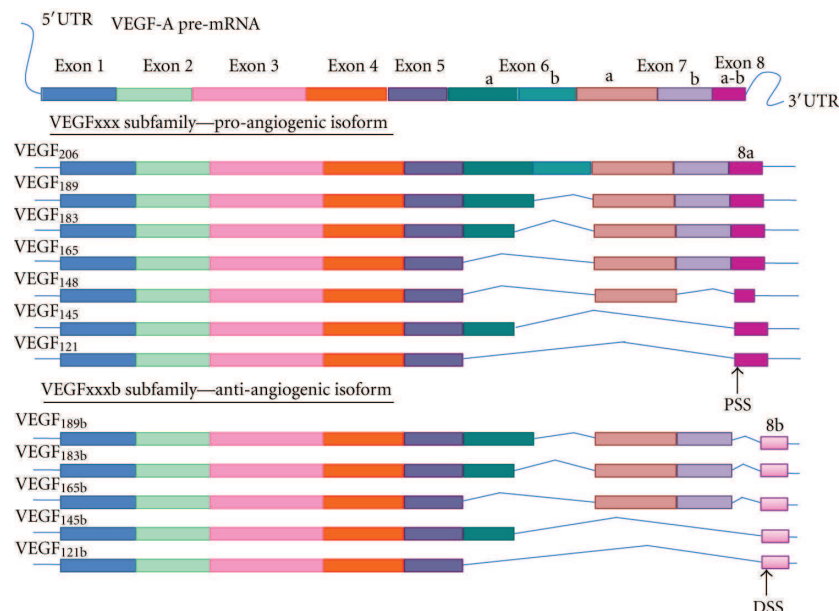 5′UTR VEGF-A pre-mRNA
Exon 1 Exon 2 Exon 3 Exon 4 Exon 5 Exon 6 Exon 7 Exon 8
a b a b a-b
3′UTR
VEGFxxx subfamily—pro-angiogenic isoform
VEGF206 8a
VEGF189
VEGF183
VEGF165
VEGF148
VEGF145
VEGF121
VEGFxxxb subfamily—anti-angiogenic isoform
PSS
VEGF189b 8b
VEGF183b
VEGF165b
VEGF145b
VEGF121b
DSS